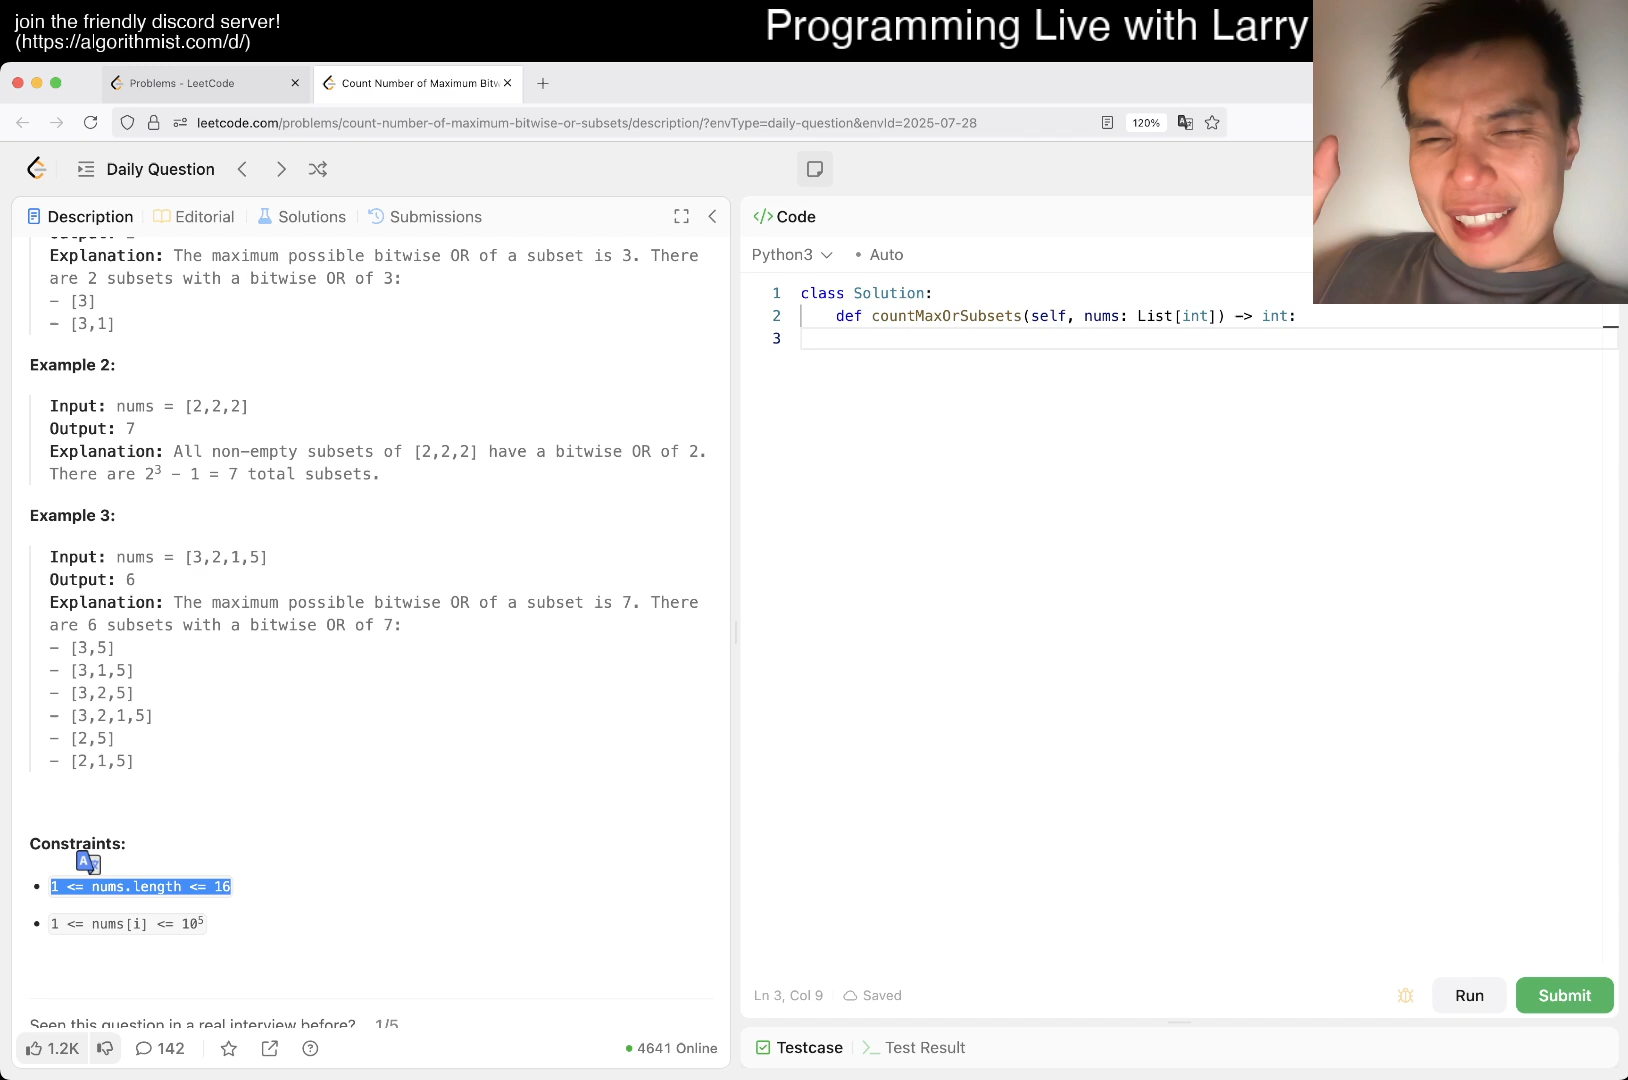 join the friendly discord server!
(https://algorithmist.com/d/)
Programming Live with Larry
Problems - LeetCode
Count Number of Maximum Bitw
leetcode.com/problems/count-number-of-maximum-bitwise-or-subsets/description/?envType=daily-question&envId=2025-07-28
120%
Daily Question
Description
Editorial
Solutions
Submissions
Explanation: The maximum possible bitwise OR of a subset is 3. There
are 2 subsets with a bitwise OR of 3:
- [3]
- [3,1]
Example 2:
Input: nums = [2,2,2]
Output: 7
Explanation: All non-empty subsets of [2,2,2] have a bitwise OR of 2.
There are 2³ - 1 = 7 total subsets.
Example 3:
Input: nums = [3,2,1,5]
Output: 6
Explanation: The maximum possible bitwise OR of a subset is 7. There
are 6 subsets with a bitwise OR of 7:
- [3,5]
- [3,1,5]
- [3,2,5]
- [3,2,1,5]
- [2,5]
- [2,1,5]
Constraints:
• 1 <= nums.length <= 16
• 1 <= nums[i] <= 10⁵
Seen this question in a real interview before? 1/5
1.2K
142
4641 Online
</> Code
Python3
• Auto
1 class Solution:
2 def countMaxOrSubsets(self, nums: List[int]) -> int:
3
Ln 3, Col 9
Saved
Run
Submit
Testcase
Test Result